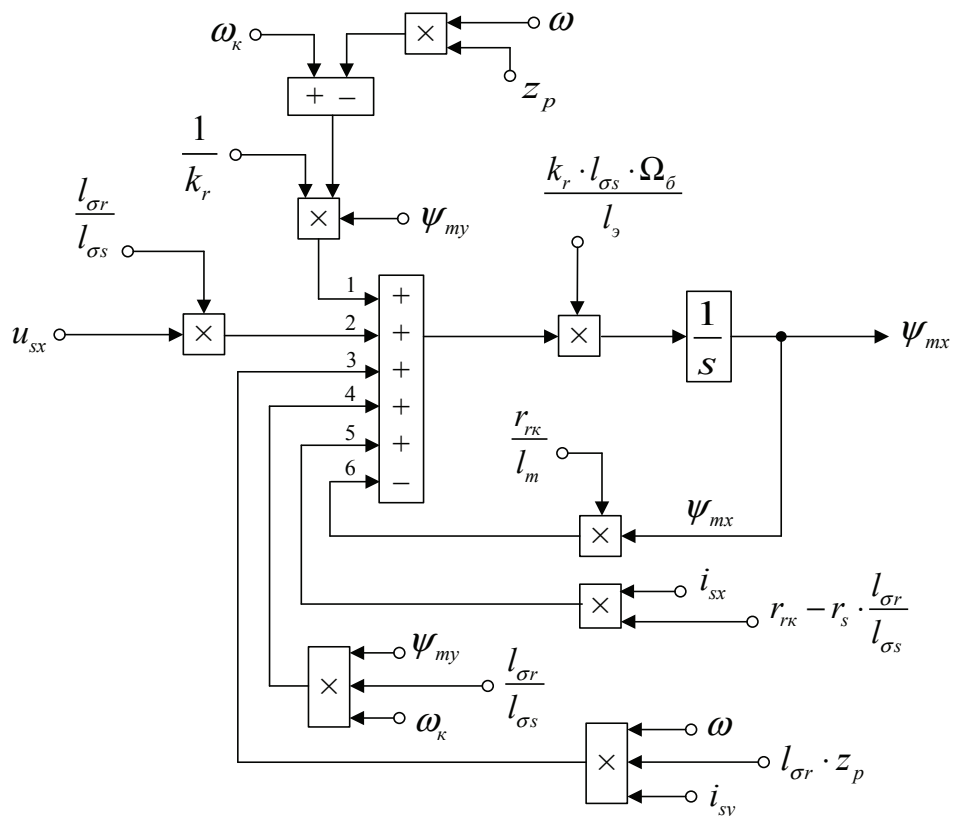 ω_к
×
ω
z_p
+ −
1/k_r
×
ψ_my
(k_r · l_σs · Ω_б)/l_э
l_σr/l_σs
u_sx
×
1 +
2 +
3 +
4 +
5 +
6 −
×
1/s
ψ_mx
r_rк/l_m
×
ψ_mx
×
i_sx
r_rк − r_s · l_σr/l_σs
×
ψ_my
l_σr/l_σs
ω_к
×
ω
l_σr · z_p
i_sy